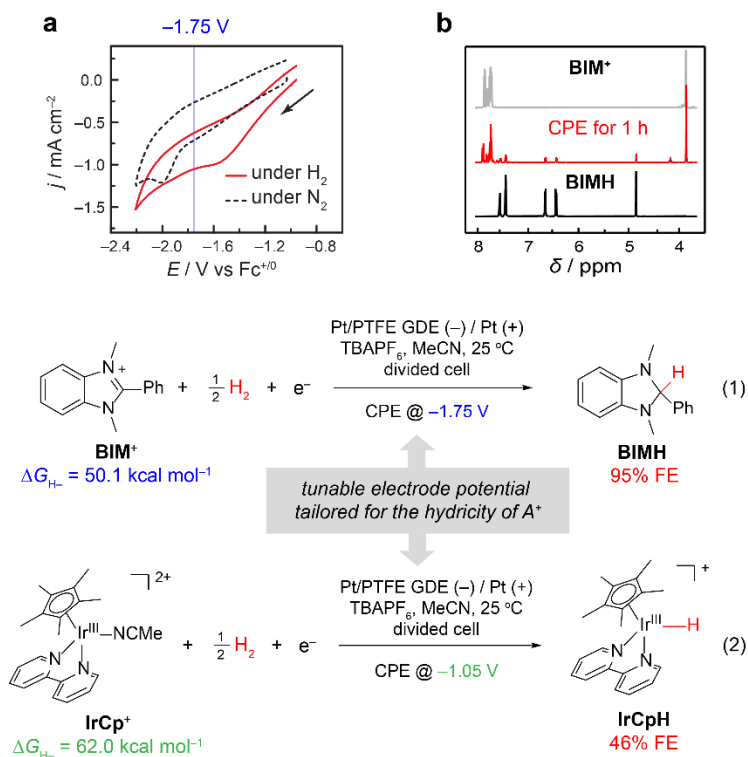 a
−1.75 V
0.0
−0.5
−1.0
−1.5
j / mA cm−2
under H2
under N2
−2.4 −2.0 −1.6 −1.2 −0.8
E / V vs Fc+/0
b
BIM+
CPE for 1 h
BIMH
8 7 6 5 4
δ / ppm
N
+
Ph
N
BIM+
ΔGH– = 50.1 kcal mol−1
+ 1/2 H2 + e−
Pt/PTFE GDE (–) / Pt (+)
TBAPF6, MeCN, 25 °C
divided cell
CPE @ −1.75 V
N
H
N
Ph
BIMH
95% FE
(1)
tunable electrode potential
tailored for the hydricity of A+
2+
IrIII NCMe
N N
IrCp+
ΔGH– = 62.0 kcal mol−1
+ 1/2 H2 + e−
Pt/PTFE GDE (–) / Pt (+)
TBAPF6, MeCN, 25 °C
divided cell
CPE @ −1.05 V
+
IrIII H
N N
IrCpH
46% FE
(2)